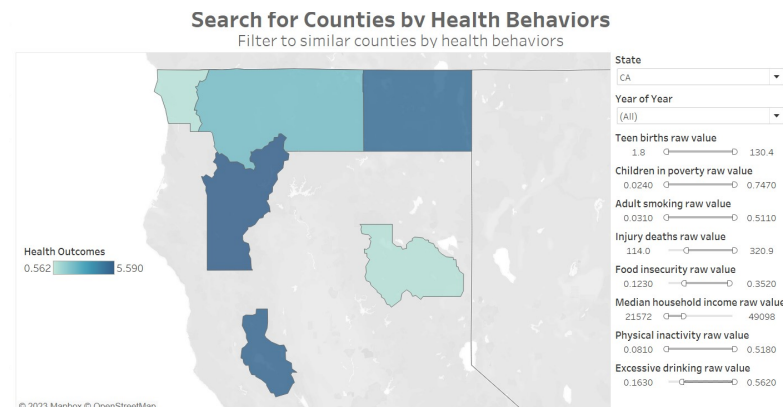 Search for Counties by Health Behaviors
Filter to similar counties by health behaviors
State
CA
Year of Year
(All)
Teen births raw value
1.8 130.4
Children in poverty raw value
0.0240 0.7470
Adult smoking raw value
0.0310 0.5110
Injury deaths raw value
114.0 320.9
Food insecurity raw value
0.1230 0.3520
Median household income raw value
21572 49098
Physical inactivity raw value
0.0810 0.5180
Excessive drinking raw value
0.1630 0.5620
Health Outcomes
0.562 5.590
© 2023 Mapbox © OpenStreetMap